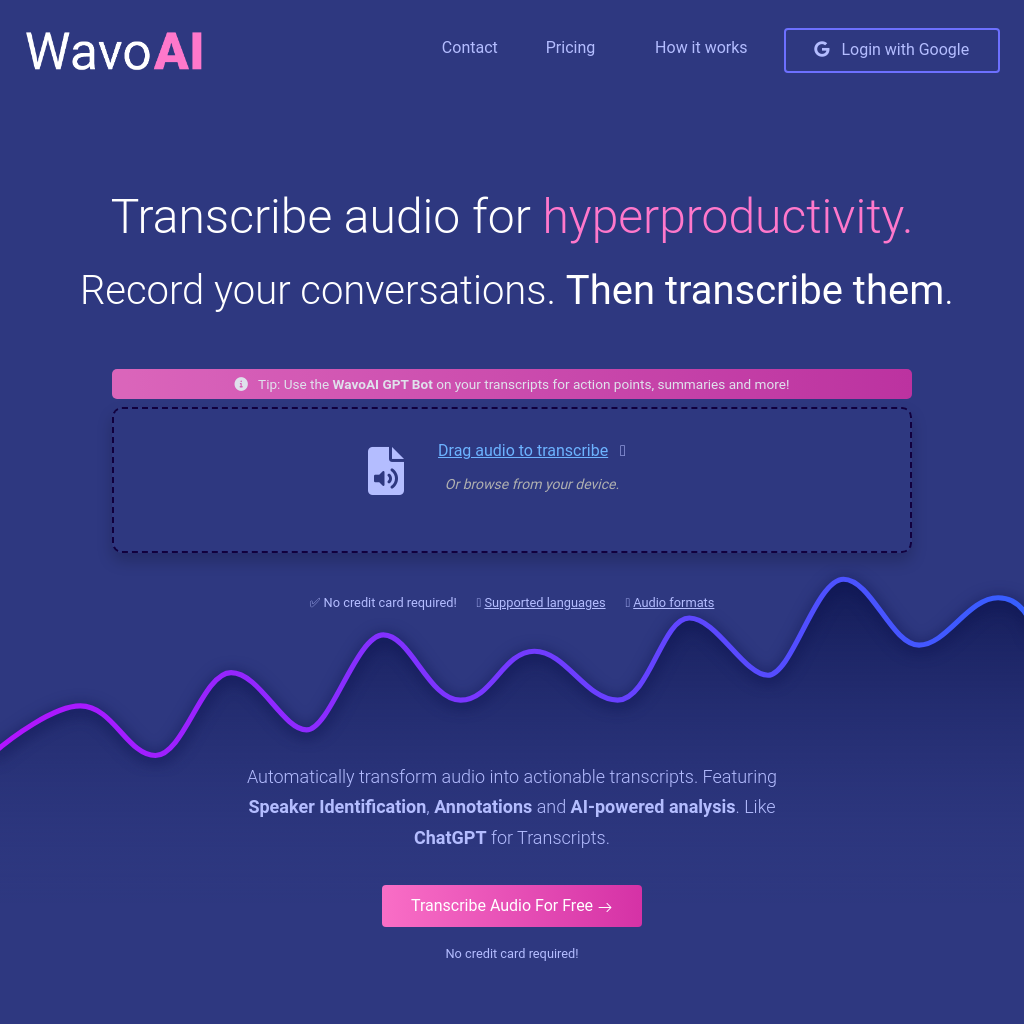 WavoAI
Contact Pricing How it works Login with Google
Transcribe audio for hyperproductivity.
Record your conversations. Then transcribe them.
Tip: Use the WavoAI GPT Bot on your transcripts for action points, summaries and more!
Drag audio to transcribe
Or browse from your device.
✅ No credit card required! Supported languages Audio formats
Automatically transform audio into actionable transcripts. Featuring
Speaker Identification, Annotations and AI-powered analysis. Like
ChatGPT for Transcripts.
Transcribe Audio For Free →
No credit card required!